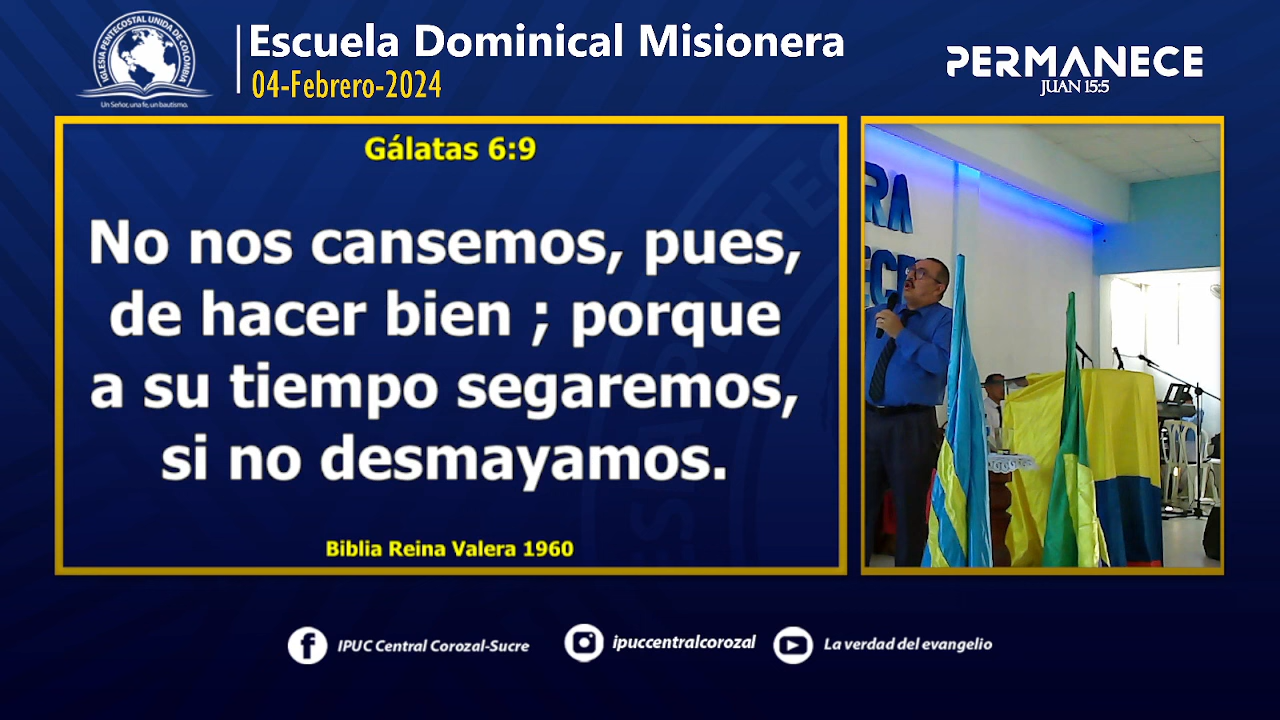 IGLESIA PENTECOSTAL UNIDA DE COLOMBIA
Un Señor, una fe, un bautismo.
Escuela Dominical Misionera
04-Febrero-2024
PERMANECE
JUAN 15:5
Gálatas 6:9
No nos cansemos, pues,
de hacer bien ; porque
a su tiempo segaremos,
si no desmayamos.
Biblia Reina Valera 1960
RA
ECE
IPUC Central Corozal-Sucre
ipuccentralcorozal
La verdad del evangelio